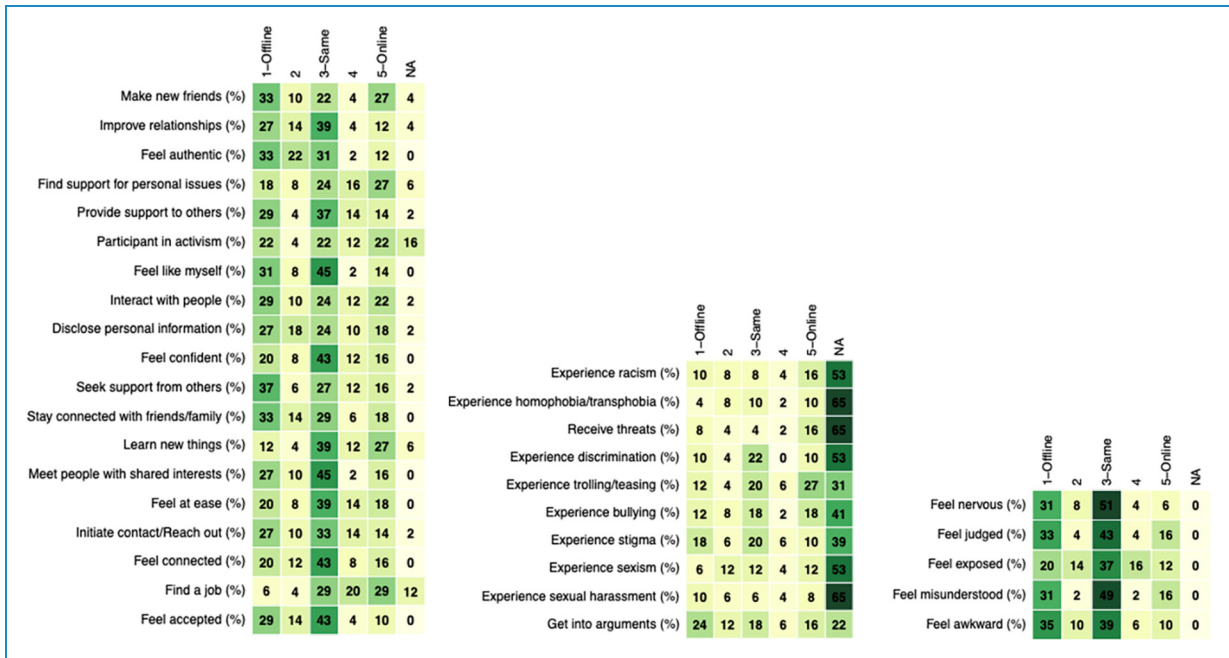 1–Offline 2 3–Same 4 5–Online NA
Make new friends (%) 33 10 22 4 27 4
Improve relationships (%) 27 14 39 4 12 4
Feel authentic (%) 33 22 31 2 12 0
Find support for personal issues (%) 18 8 24 16 27 6
Provide support to others (%) 29 4 37 14 14 2
Participant in activism (%) 22 4 22 12 22 16
Feel like myself (%) 31 8 45 2 14 0
Interact with people (%) 29 10 24 12 22 2
Disclose personal information (%) 27 18 24 10 18 2
Feel confident (%) 20 8 43 12 16 0
Seek support from others (%) 37 6 27 12 16 2
Stay connected with friends/family (%) 33 14 29 6 18 0
Learn new things (%) 12 4 39 12 27 6
Meet people with shared interests (%) 27 10 45 2 16 0
Feel at ease (%) 20 8 39 14 18 0
Initiate contact/Reach out (%) 27 10 33 14 14 2
Feel connected (%) 20 12 43 8 16 0
Find a job (%) 6 4 29 20 29 12
Feel accepted (%) 29 14 43 4 10 0
1–Offline 2 3–Same 4 5–Online NA
Experience racism (%) 10 8 8 4 16 53
Experience homophobia/transphobia (%) 4 8 10 2 10 65
Receive threats (%) 8 4 4 2 16 65
Experience discrimination (%) 10 4 22 0 10 53
Experience trolling/teasing (%) 12 4 20 6 27 31
Experience bullying (%) 12 8 18 2 18 41
Experience stigma (%) 18 6 20 6 10 39
Experience sexism (%) 6 12 12 4 12 53
Experience sexual harassment (%) 10 6 6 4 8 65
Get into arguments (%) 24 12 18 6 16 22
1–Offline 2 3–Same 4 5–Online NA
Feel nervous (%) 31 8 51 4 6 0
Feel judged (%) 33 4 43 4 16 0
Feel exposed (%) 20 14 37 16 12 0
Feel misunderstood (%) 31 2 49 2 16 0
Feel awkward (%) 35 10 39 6 10 0